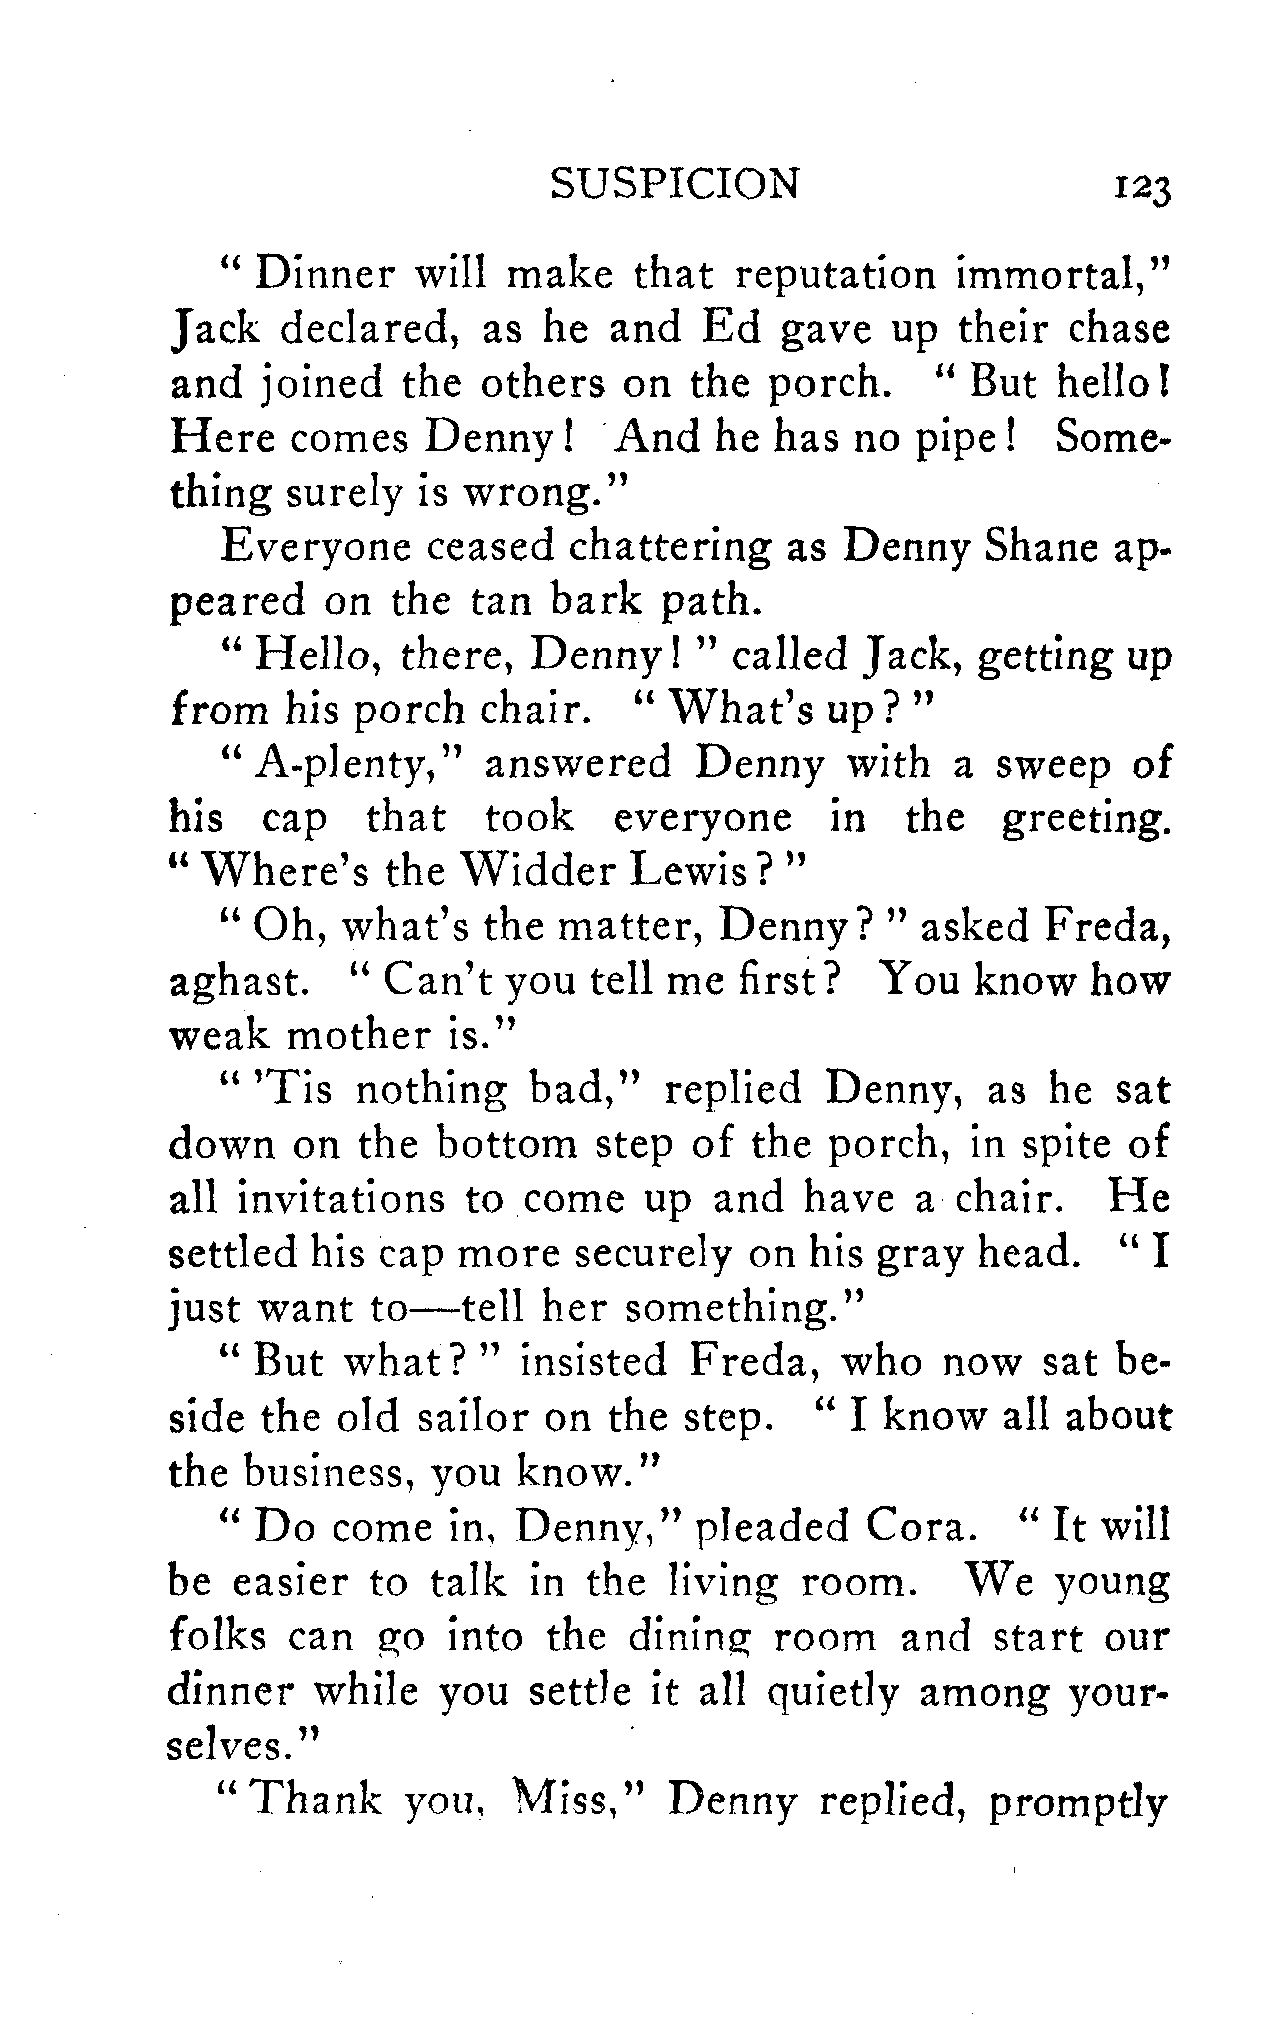 SUSPICION 123
“ Dinner will make that reputation immortal,”
Jack declared, as he and Ed gave up their chase
and joined the others on the porch. “ But hello!
Here comes Denny! And he has no pipe! Some-
thing surely is wrong.”
Everyone ceased chattering as Denny Shane ap-
peared on the tan bark path.
“ Hello, there, Denny! ” called Jack, getting up
from his porch chair. “ What’s up? ”
“ A-plenty,” answered Denny with a sweep of
his cap that took everyone in the greeting.
“ Where’s the Widder Lewis? ”
“ Oh, what’s the matter, Denny? ” asked Freda,
aghast. “ Can’t you tell me first? You know how
weak mother is.”
“ ’Tis nothing bad,” replied Denny, as he sat
down on the bottom step of the porch, in spite of
all invitations to come up and have a chair. He
settled his cap more securely on his gray head. “ I
just want to—tell her something.”
“ But what? ” insisted Freda, who now sat be-
side the old sailor on the step. “ I know all about
the business, you know.”
“ Do come in, Denny,” pleaded Cora. “ It will
be easier to talk in the living room. We young
folks can go into the dining room and start our
dinner while you settle it all quietly among your-
selves.”
“ Thank you, Miss,” Denny replied, promptly